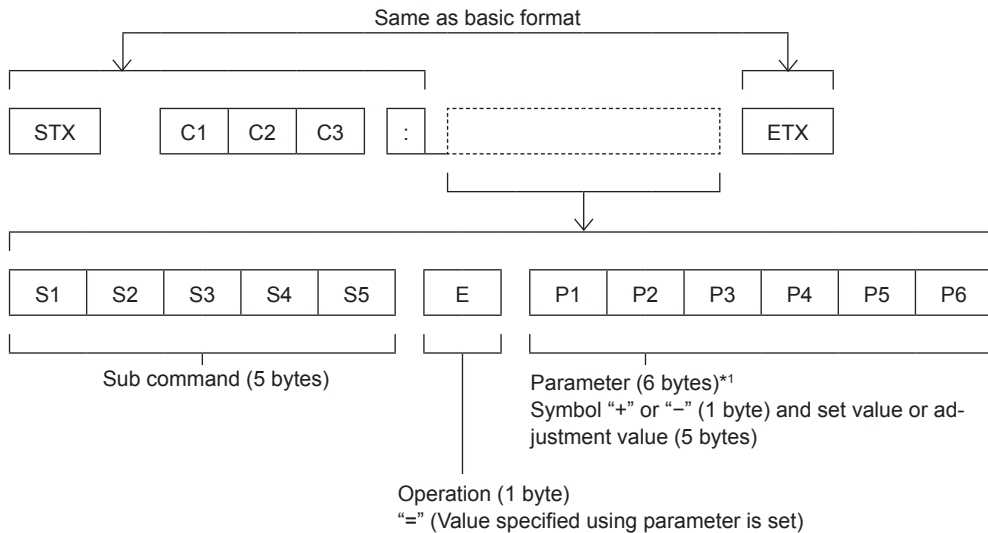 Same as basic format
STX C1 C2 C3 : ETX
S1 S2 S3 S4 S5 E P1 P2 P3 P4 P5 P6
Sub command (5 bytes)
Parameter (6 bytes)*1
Symbol “+” or “−” (1 byte) and set value or ad-
justment value (5 bytes)
Operation (1 byte)
“=” (Value specified using parameter is set)